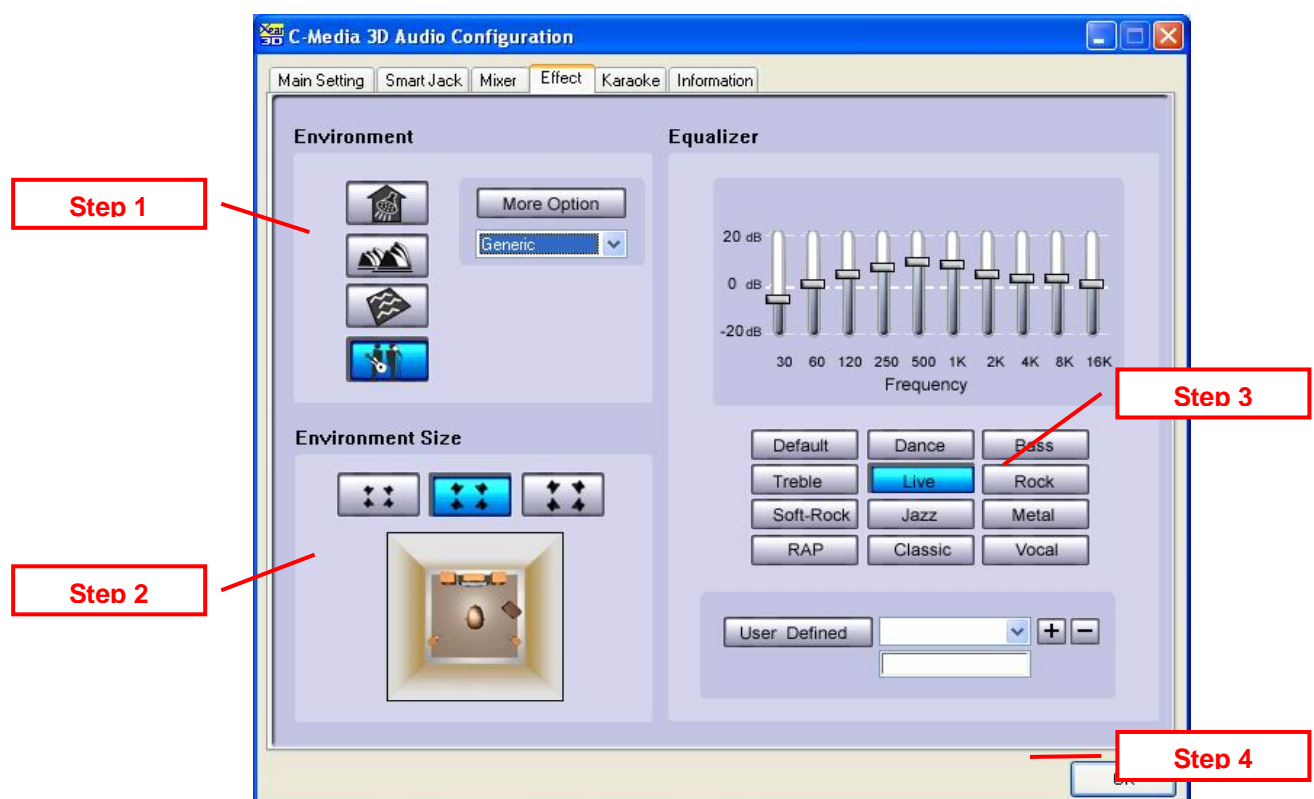 Xear 3D C-Media 3D Audio Configuration
Main Setting Smart Jack Mixer Effect Karaoke Information
Environment
Step 1
More Option
Generic
Environment Size
Step 2
Equalizer
20 dB
0 dB
-20 dB
30 60 120 250 500 1K 2K 4K 8K 16K
Frequency
Step 3
Default Dance Bass
Treble Live Rock
Soft-Rock Jazz Metal
RAP Classic Vocal
User Defined + −
Step 4
OK